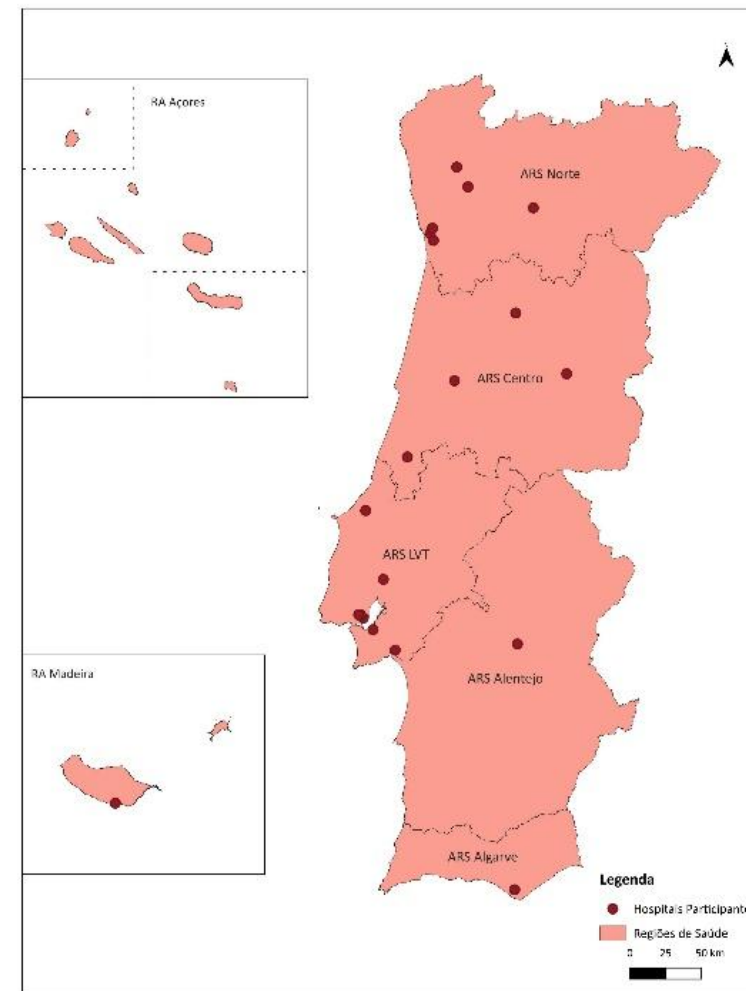 RA Açores
ARS Norte
ARS Centro
ARS LVT
ARS Alentejo
RA Madeira
ARS Algarve
Legenda
Hospitais Participante
Regiões de Saúde
0 25 50 km